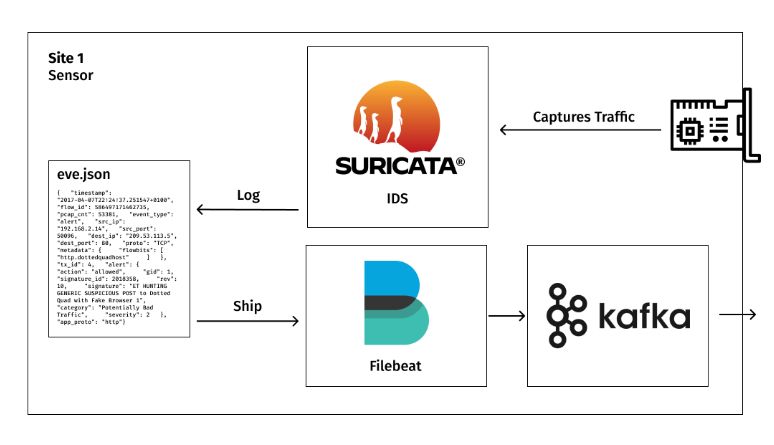 Site 1
Sensor
SURICATA®
IDS
Captures Traffic
eve.json
{ "timestamp":
"2017-04-07T22:24:37.251547+0100",
"flow_id": 586497171462735,
"pcap_cnt": 53381, "event_type":
"alert", "src_ip":
"192.168.2.14", "src_port":
50096, "dest_ip": "209.53.113.5",
"dest_port": 80, "proto": "TCP",
"metadata": { "flowbits": [
"http.dottedquadhost" ] },
"tx_id": 4, "alert": {
"action": "allowed", "gid": 1,
"signature_id": 2018358, "rev":
10, "signature": "ET HUNTING
GENERIC SUSPICIOUS POST to Dotted
Quad with Fake Browser 1",
"category": "Potentially Bad
Traffic", "severity": 2 },
"app_proto": "http"}
Log
Ship
Filebeat
kafka